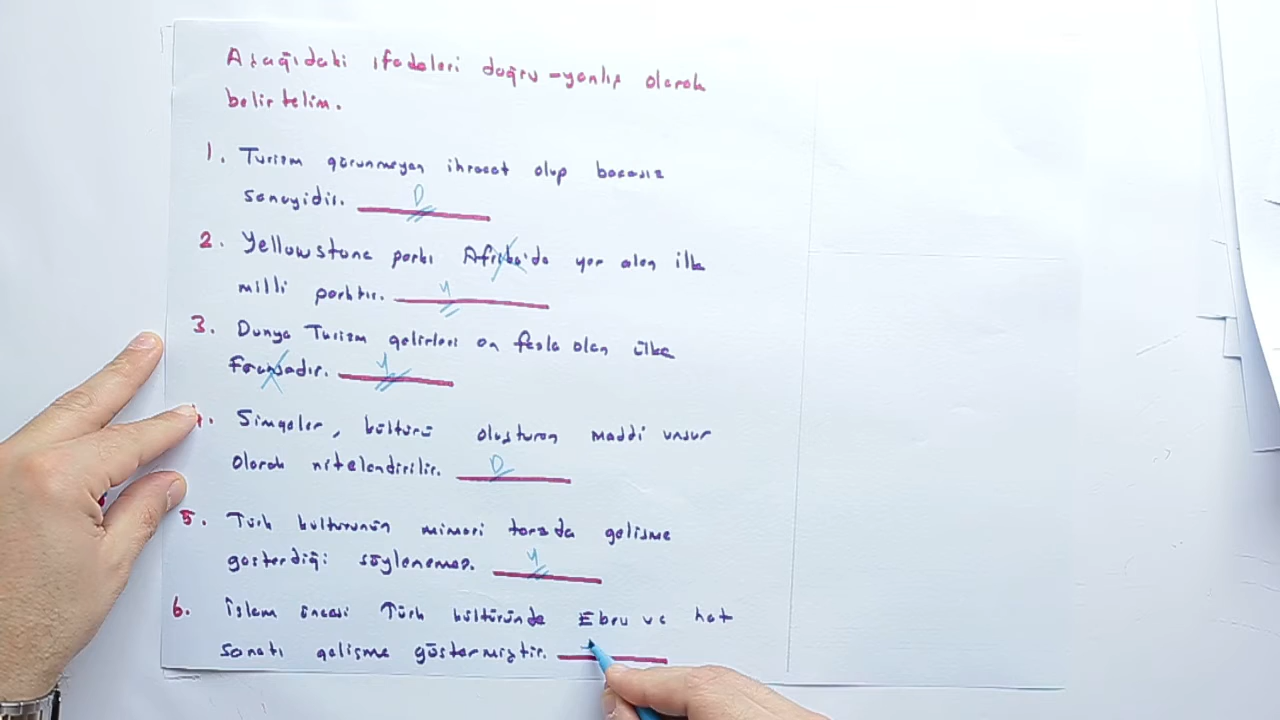 Aşağıdaki ifadeleri doğru-yanlış olarak
belirtelim.
1. Turizm görünmeyen ihracat olup bacasız
sanayidir. D
2. Yellowstone parkı Afrika'da yer alan ilk
milli parktır. Y
3. Dünya Turizm gelirleri en fazla olan ülke
Fransadır. Y
4. Simgeler, kültürü oluşturan maddi unsur
olarak nitelendirilir. D
5. Türk kültürünün mimari tarzda gelişme
gösterdiği söylenemez. Y
6. İslam öncesi Türk kültüründe Ebru ve hat
sanatı gelişme göstermiştir.